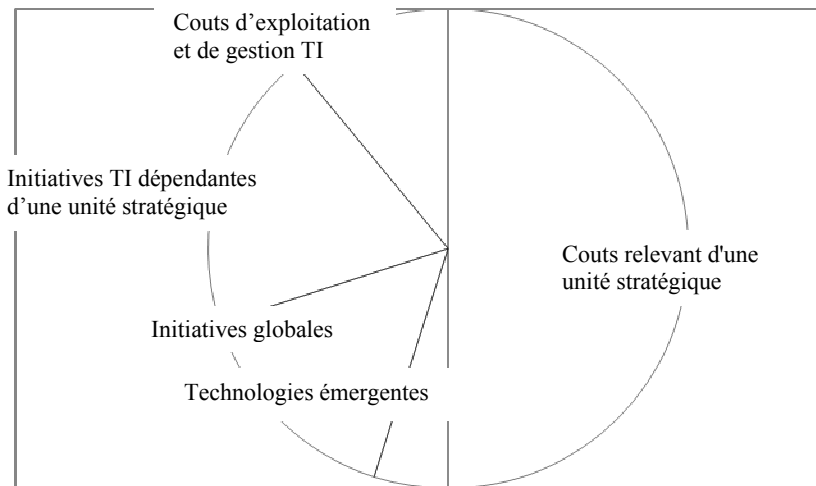 Couts d’exploitation
et de gestion TI
Initiatives TI dépendantes
d’une unité stratégique
Couts relevant d'une
unité stratégique
Initiatives globales
Technologies émergentes